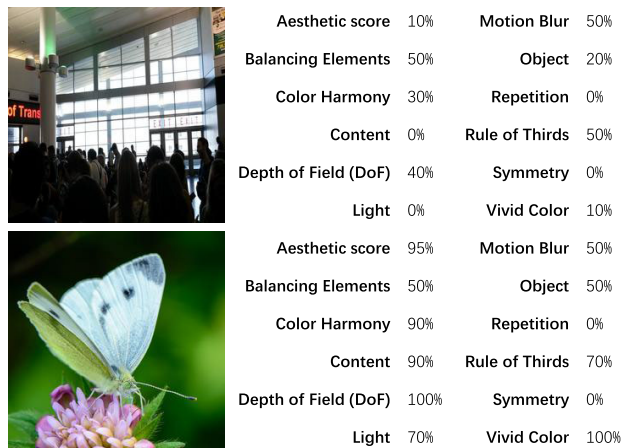 of Trans
EXIT ONLY
Aesthetic score 10% Motion Blur 50%
Balancing Elements 50% Object 20%
Color Harmony 30% Repetition 0%
Content 0% Rule of Thirds 50%
Depth of Field (DoF) 40% Symmetry 0%
Light 0% Vivid Color 10%
Aesthetic score 95% Motion Blur 50%
Balancing Elements 50% Object 50%
Color Harmony 90% Repetition 0%
Content 90% Rule of Thirds 70%
Depth of Field (DoF) 100% Symmetry 0%
Light 70% Vivid Color 100%